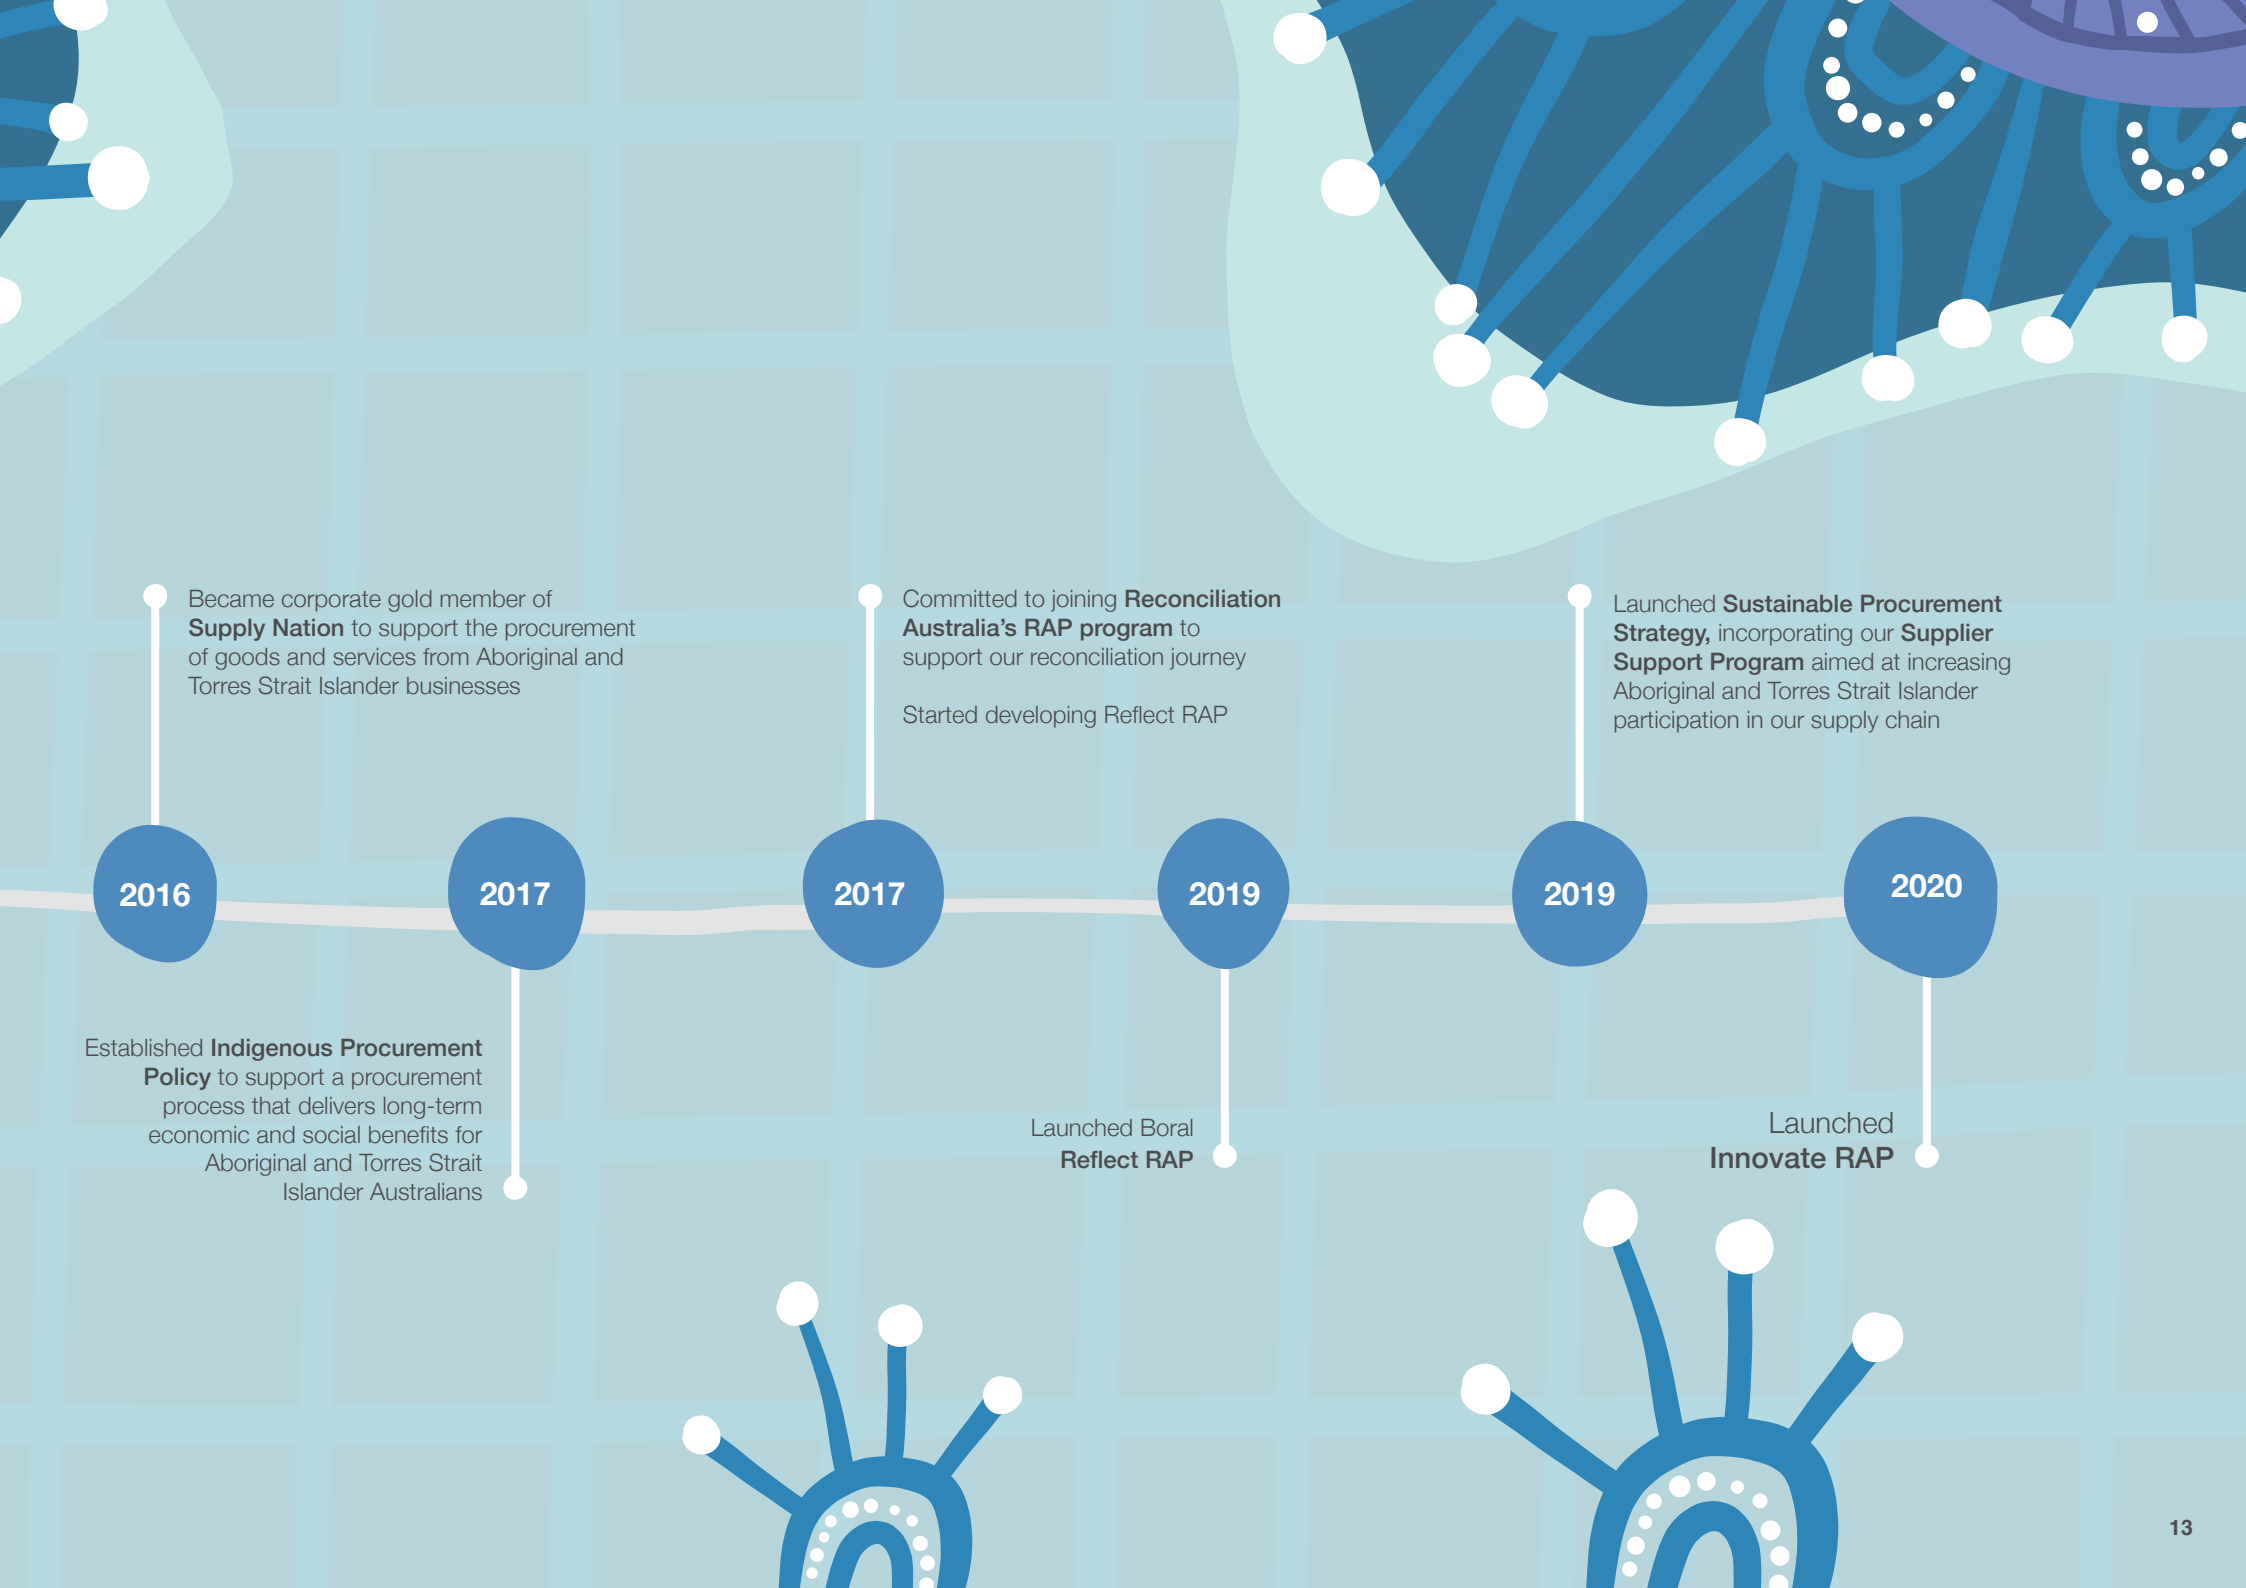 Became corporate gold member of
Supply Nation to support the procurement
of goods and services from Aboriginal and
Torres Strait Islander businesses
Committed to joining Reconciliation
Australia’s RAP program to
support our reconciliation journey
Started developing Reflect RAP
Launched Sustainable Procurement
Strategy, incorporating our Supplier
Support Program aimed at increasing
Aboriginal and Torres Strait Islander
participation in our supply chain
2016
2017
2017
2019
2019
2020
Established Indigenous Procurement
Policy to support a procurement
process that delivers long-term
economic and social benefits for
Aboriginal and Torres Strait
Islander Australians
Launched Boral
Reflect RAP
Launched
Innovate RAP
13